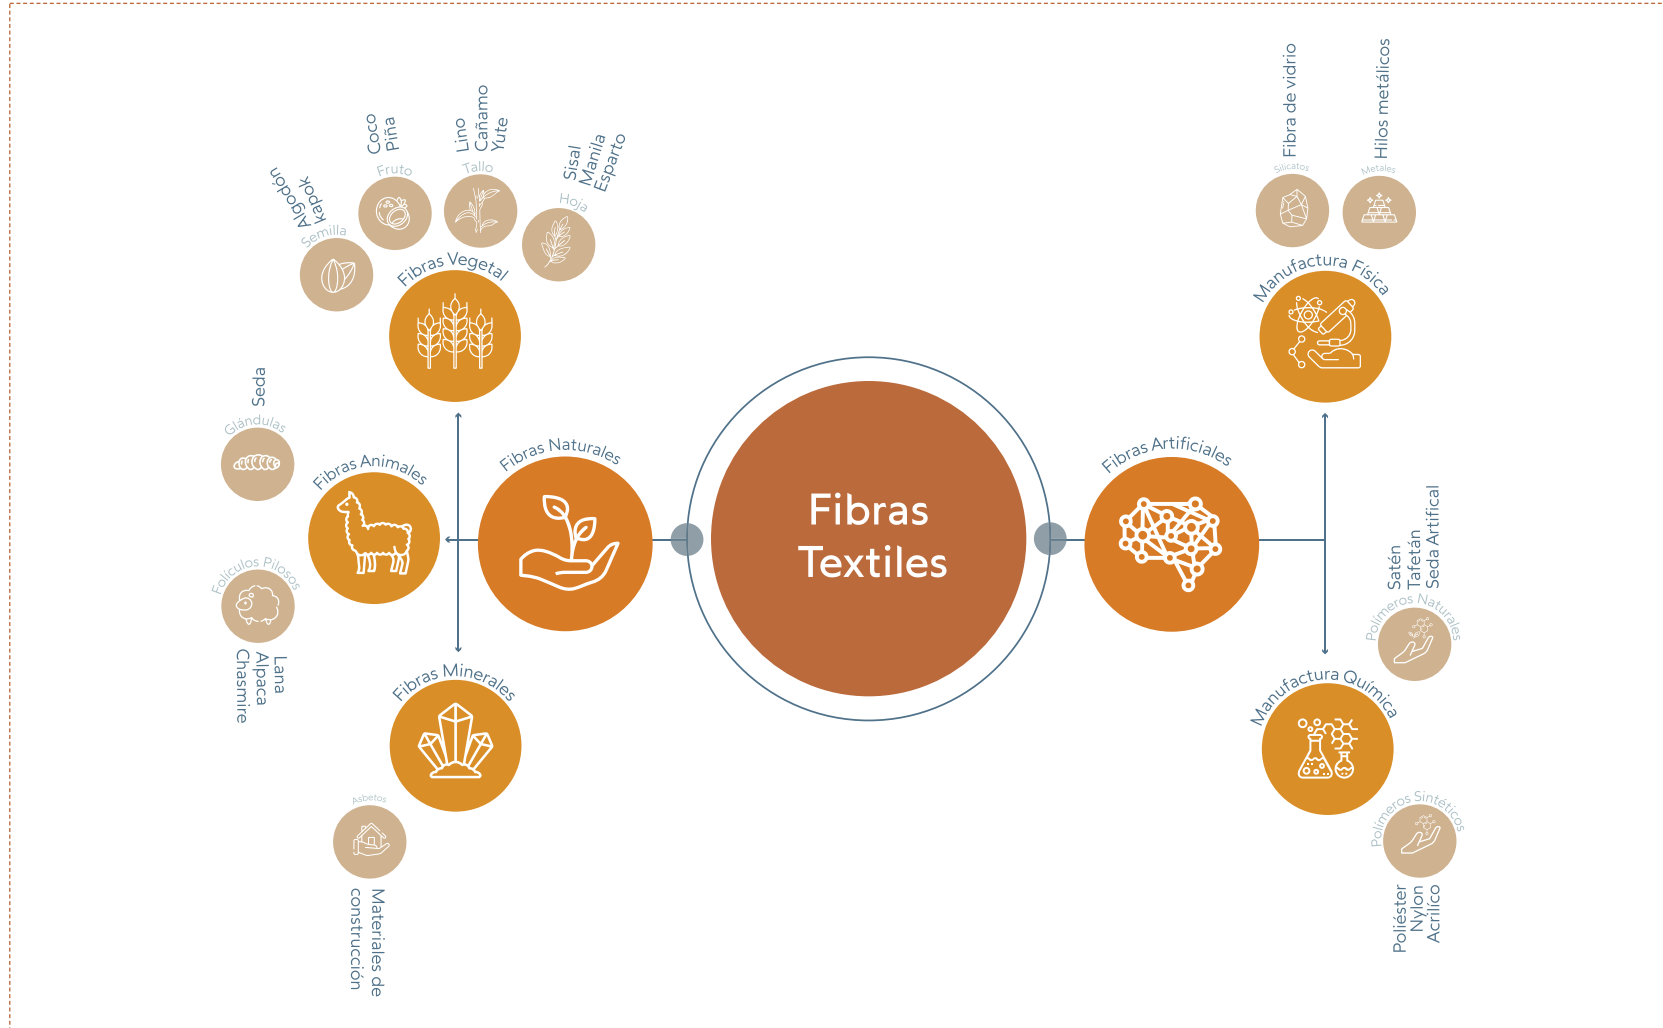 Fibras
Textiles
Fibras Naturales
Fibras Vegetal
Semilla
Algodón
Kapok
Fruto
Coco
Piña
Tallo
Lino
Cañamo
Yute
Hoja
Sisal
Manila
Esparto
Fibras Animales
Glándulas
Seda
Folículos Pilosos
Lana
Alpaca
Chasmire
Fibras Minerales
Asbetos
Materiales de
construcción
Fibras Artificiales
Manufactura Física
Silicatos
Fibra de vidrio
Metales
Hilos metálicos
Manufactura Química
Polímeros Naturales
Satén
Tafetán
Seda Artifical
Polímeros Sintéticos
Poliéster
Nylon
Acrílico